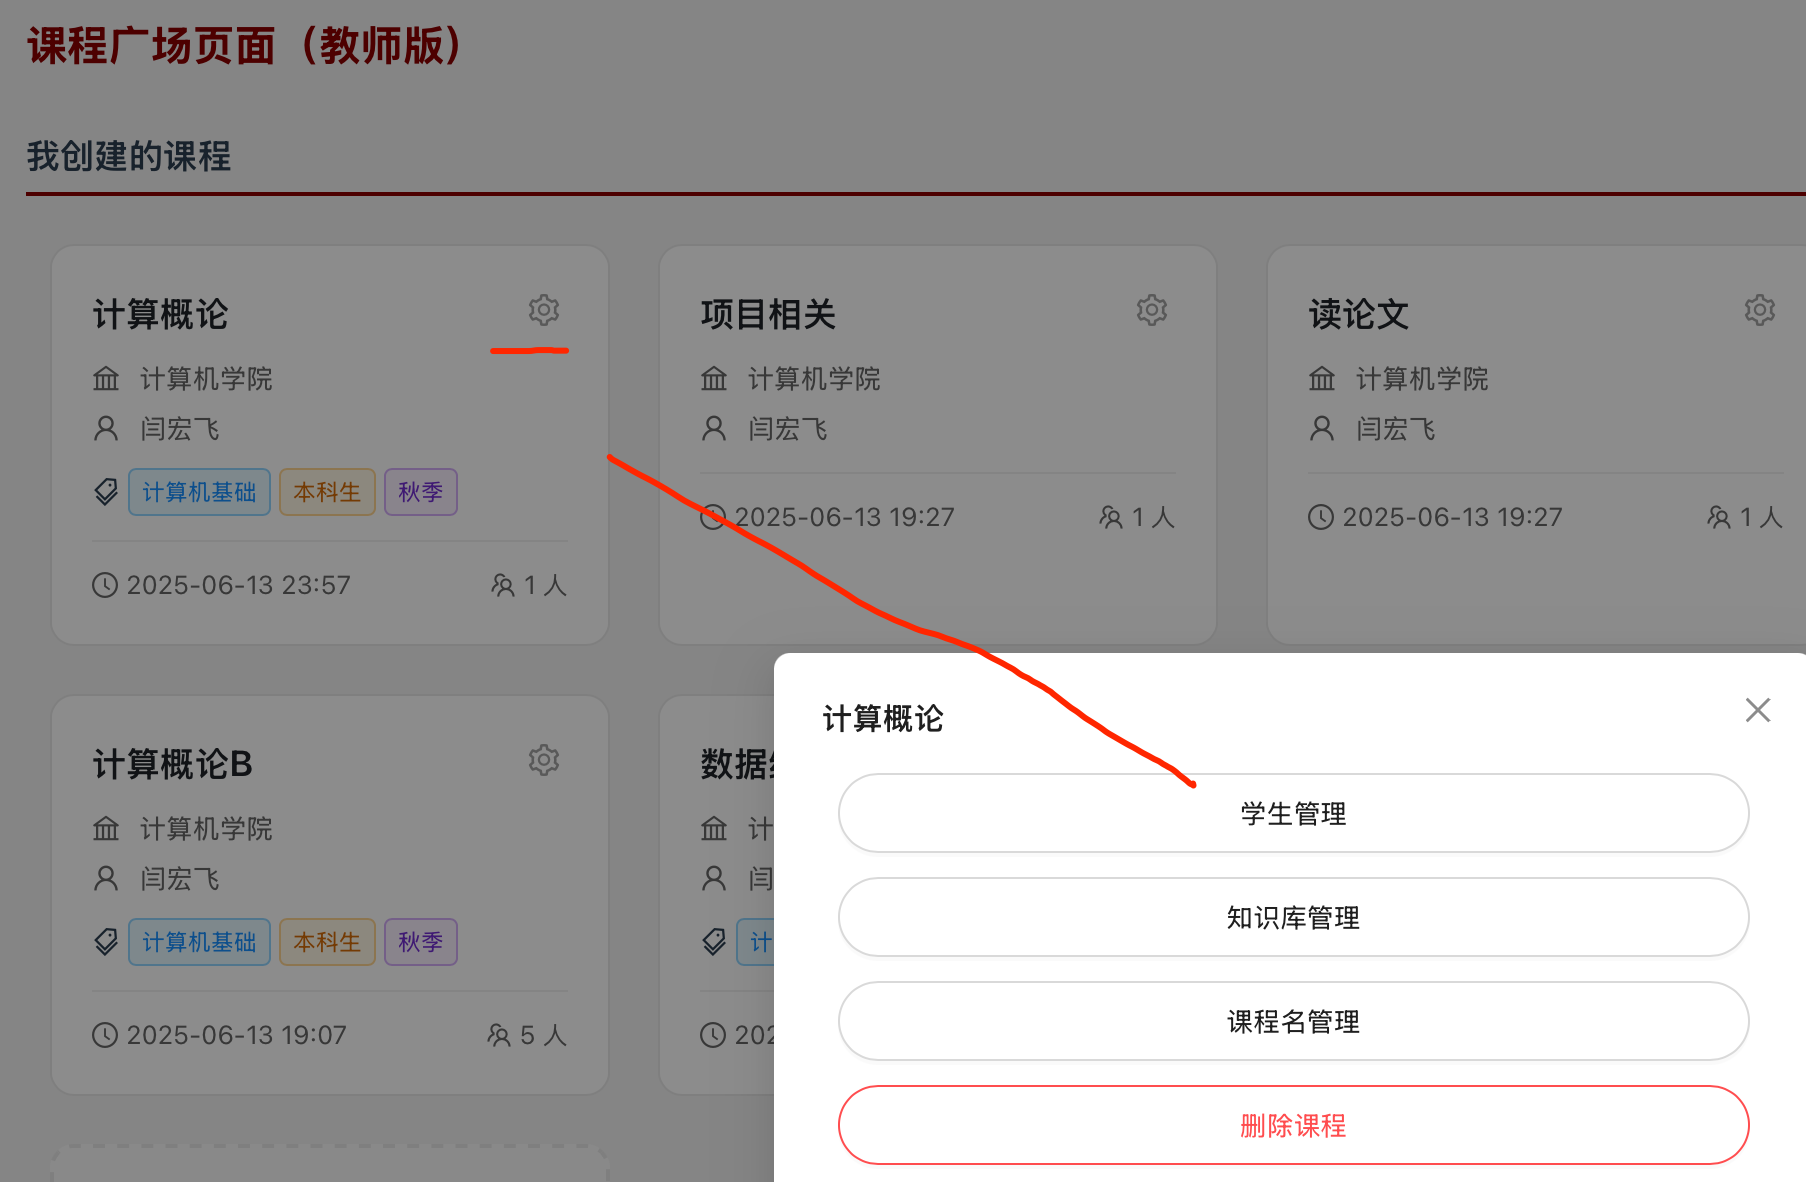 课程广场页面（教师版）
我创建的课程
计算概论
计算机学院
闫宏飞
计算机基础 本科生 秋季
2025-06-13 23:57 1 人
项目相关
计算机学院
闫宏飞
2025-06-13 19:27 1 人
读论文
计算机学院
闫宏飞
2025-06-13 19:27 1 人
计算概论B
计算机学院
闫宏飞
计算机基础 本科生 秋季
2025-06-13 19:07 5 人
数据
计
闫
计
202
计算概论
学生管理
知识库管理
课程名管理
删除课程